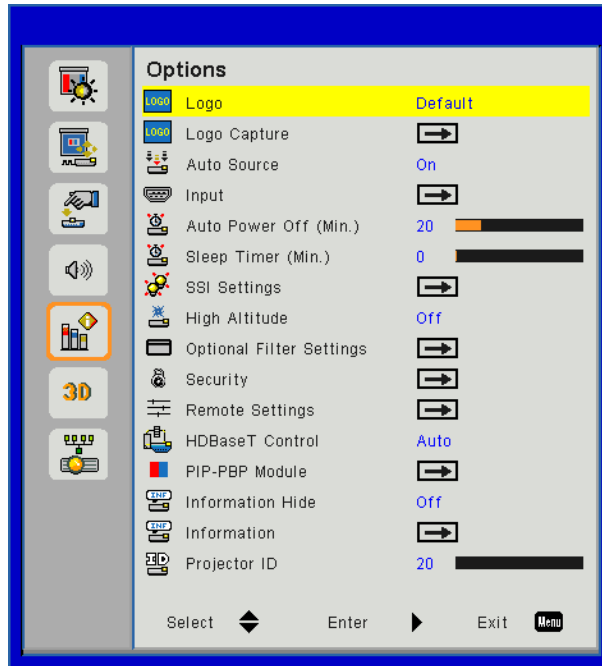 Options
LOGO Logo Default
LOGO Logo Capture
Auto Source On
Input
Auto Power Off (Min.) 20
Sleep Timer (Min.) 0
SSI Settings
High Altitude Off
Optional Filter Settings
Security
3D
Remote Settings
HDBaseT Control Auto
PIP-PBP Module
INF Information Hide Off
INF Information
ID Projector ID 20
Select Enter Exit Menu